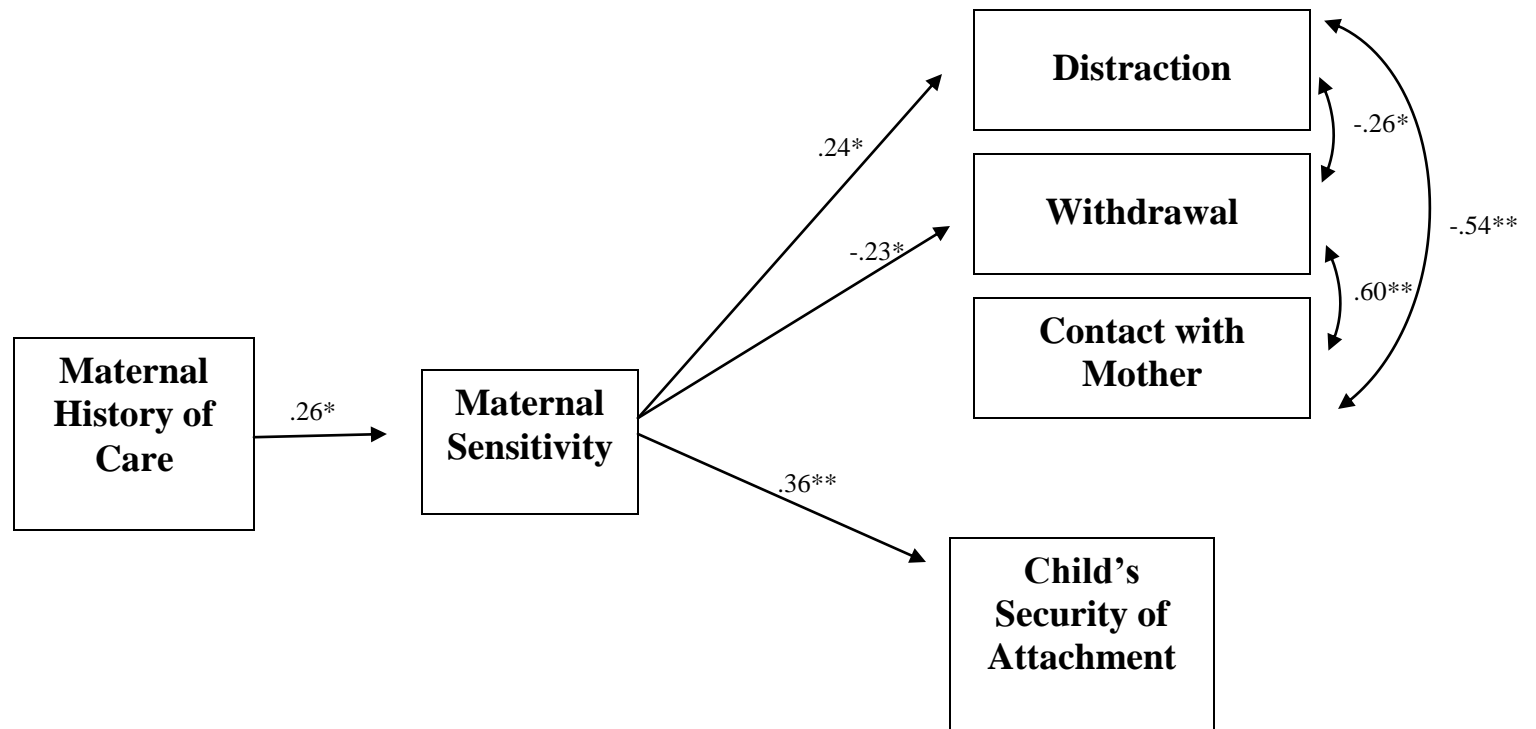 Distraction
-.26*
.24*
Withdrawal
-.54**
-.23*
.60**
Contact with
Mother
Maternal
History of
Care
.26*
Maternal
Sensitivity
.36**
Child’s
Security of
Attachment